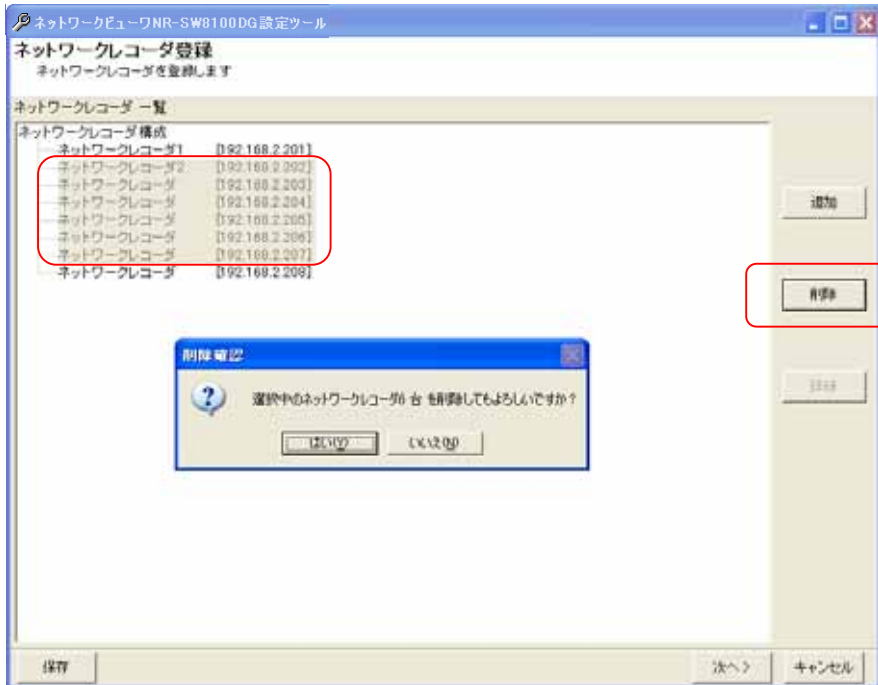 ネットワークビューワNR-SW8100DG設定ツール
ネットワークレコーダ登録
ネットワークレコーダを登録します
ネットワークレコーダ 一覧
ネットワークレコーダ構成
ネットワークレコーダ1 [192.168.2.201]
ネットワークレコーダ2 [192.168.2.202]
ネットワークレコーダ [192.168.2.203]
ネットワークレコーダ [192.168.2.204]
ネットワークレコーダ [192.168.2.205]
ネットワークレコーダ [192.168.2.206]
ネットワークレコーダ [192.168.2.207]
ネットワークレコーダ [192.168.2.208]
追加
削除
削除確認
選択中のネットワークレコーダ6 台 を削除してもよろしいですか？
はい(Y)
いいえ(N)
保存
次へ>
キャンセル